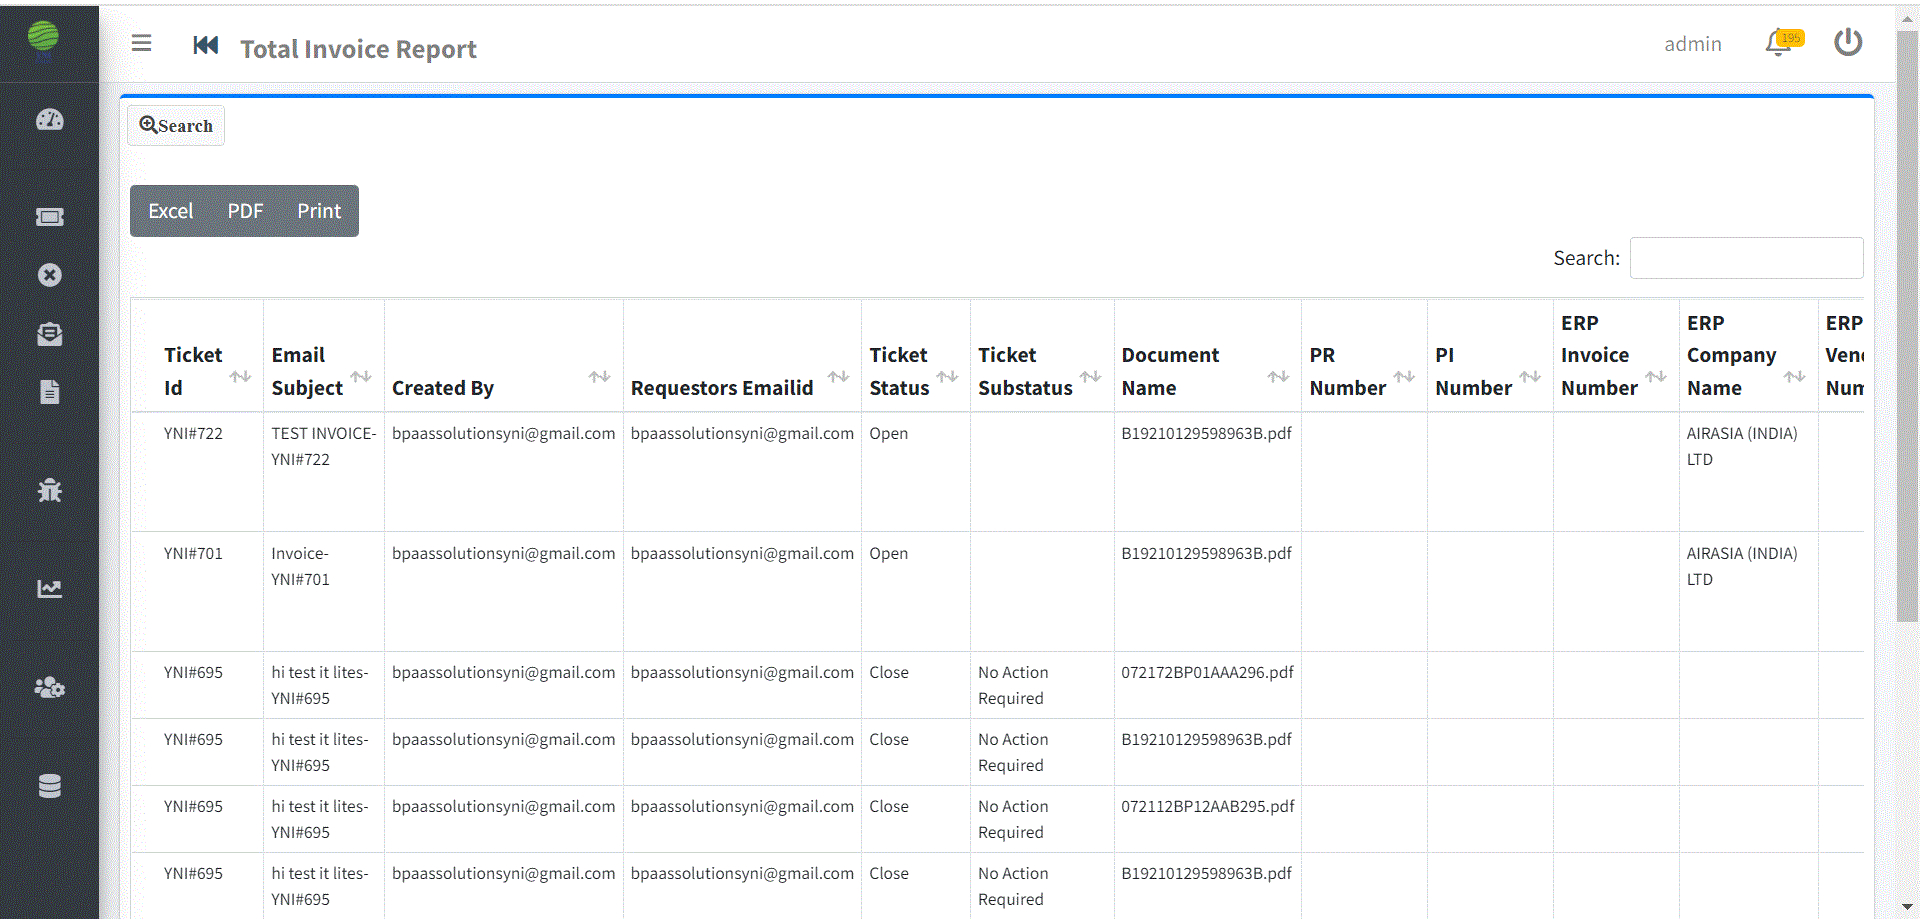 Total Invoice Report
admin
195
Search
Excel PDF Print
Search:
Ticket Id
Email Subject
Created By
Requestors Emailid
Ticket Status
Ticket Substatus
Document Name
PR Number
PI Number
ERP Invoice Number
ERP Company Name
ERP
YNI#722 TEST INVOICE- bpaassolutionsyni@gmail.com bpaassolutionsyni@gmail.com Open B19210129598963B.pdf AIRASIA (INDIA)
YNI#722 LTD
YNI#701 Invoice- bpaassolutionsyni@gmail.com bpaassolutionsyni@gmail.com Open B19210129598963B.pdf AIRASIA (INDIA)
YNI#701 LTD
YNI#695 hi test it lites- bpaassolutionsyni@gmail.com bpaassolutionsyni@gmail.com Close No Action 072172BP01AAA296.pdf
YNI#695 Required
YNI#695 hi test it lites- bpaassolutionsyni@gmail.com bpaassolutionsyni@gmail.com Close No Action B19210129598963B.pdf
YNI#695 Required
YNI#695 hi test it lites- bpaassolutionsyni@gmail.com bpaassolutionsyni@gmail.com Close No Action 072112BP12AAB295.pdf
YNI#695 Required
YNI#695 hi test it lites- bpaassolutionsyni@gmail.com bpaassolutionsyni@gmail.com Close No Action B19210129598963B.pdf
YNI#695 Required